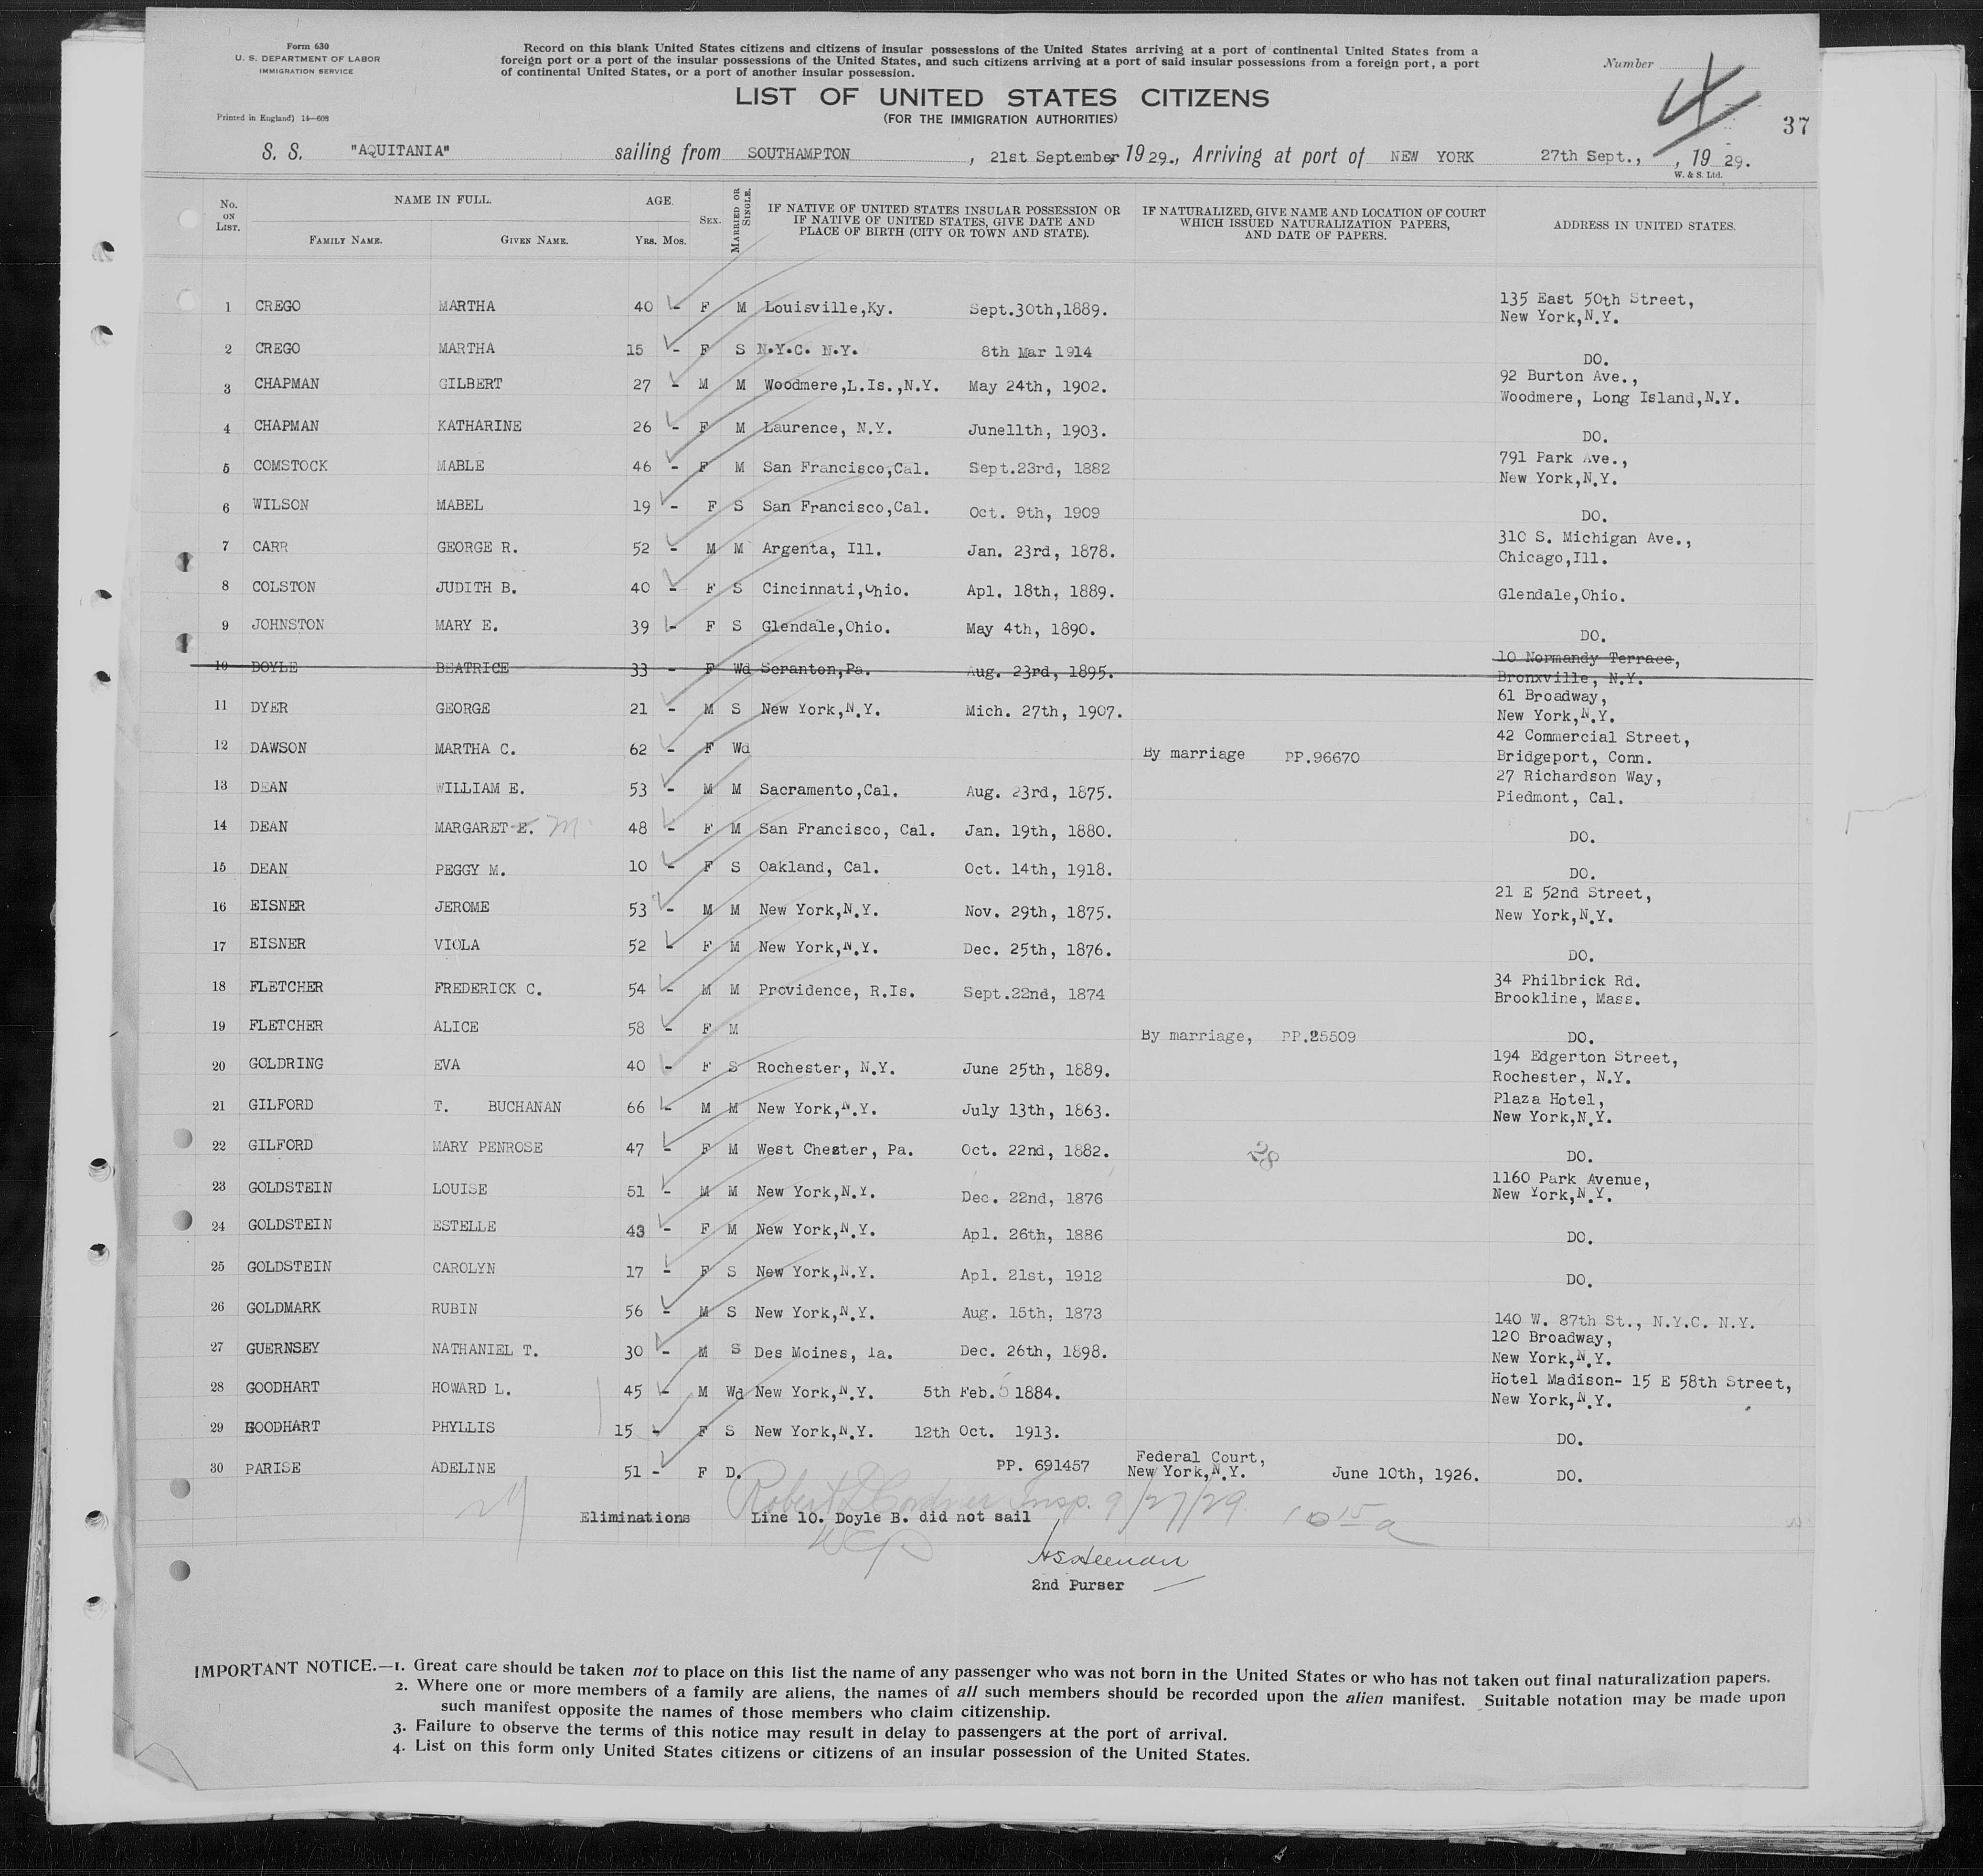 Form 630
U. S. DEPARTMENT OF LABOR
IMMIGRATION SERVICE
Record on this blank United States citizens and citizens of insular possessions of the United States arriving at a port of continental United States from a
foreign port or a port of the insular possessions of the United States, and such citizens arriving at a port of said insular possessions from a foreign port, a port
of continental United States, or a port of another insular possession.
Number
4
37
LIST OF UNITED STATES CITIZENS
(FOR THE IMMIGRATION AUTHORITIES)
Printed in England) 14—608
S. S. "AQUITANIA" sailing from SOUTHAMPTON, 21st September, 1929., Arriving at port of NEW YORK 27th Sept., , 1929.
W. & S. Ltd.
No. ON LIST. NAME IN FULL. FAMILY NAME. GIVEN NAME. AGE. YRS. MOS. SEX. MARRIED OR SINGLE. IF NATIVE OF UNITED STATES INSULAR POSSESSION OR IF NATIVE OF UNITED STATES, GIVE DATE AND PLACE OF BIRTH (CITY OR TOWN AND STATE). IF NATURALIZED, GIVE NAME AND LOCATION OF COURT WHICH ISSUED NATURALIZATION PAPERS, AND DATE OF PAPERS. ADDRESS IN UNITED STATES.
1 CREGO MARTHA 40 - F M Louisville,Ky. Sept.30th,1889. 135 East 50th Street, New York,N.Y.
2 CREGO MARTHA 15 - F S N.Y.C. N.Y. 8th Mar 1914 DO.
3 CHAPMAN GILBERT 27 - M M Woodmere,L.Is.,N.Y. May 24th, 1902. 92 Burton Ave., Woodmere, Long Island,N.Y.
4 CHAPMAN KATHARINE 26 - F M Laurence, N.Y. June11th, 1903. DO.
5 COMSTOCK MABLE 46 - F M San Francisco,Cal. Sept.23rd, 1882 791 Park Ave., New York,N.Y.
6 WILSON MABEL 19 - F S San Francisco,Cal. Oct. 9th, 1909 DO.
7 CARR GEORGE R. 52 - M M Argenta, Ill. Jan. 23rd, 1878. 310 S. Michigan Ave., Chicago,Ill.
8 COLSTON JUDITH B. 40 - F S Cincinnati,Ohio. Apl. 18th, 1889. Glendale,Ohio.
9 JOHNSTON MARY E. 39 - F S Glendale,Ohio. May 4th, 1890. DO.
10 DOYLE BEATRICE 33 - F Wd Scranton,Pa. Aug. 23rd, 1895. 10 Normandy Terrace, Bronxville, N.Y.
11 DYER GEORGE 21 - M S New York,N.Y. Mich. 27th, 1907. 61 Broadway, New York,N.Y.
12 DAWSON MARTHA C. 62 - F Wd By marriage PP.96670 42 Commercial Street, Bridgeport, Conn.
13 DEAN WILLIAM E. 53 - M M Sacramento,Cal. Aug. 23rd, 1875. 27 Richardson Way, Piedmont, Cal.
14 DEAN MARGARET E. M 48 - F M San Francisco, Cal. Jan. 19th, 1880. DO.
15 DEAN PEGGY M. 10 - F S Oakland, Cal. Oct. 14th, 1918. DO.
16 EISNER JEROME 53 - M M New York,N.Y. Nov. 29th, 1875. 21 E 52nd Street, New York,N.Y.
17 EISNER VIOLA 52 - F M New York,N.Y. Dec. 25th, 1876. DO.
18 FLETCHER FREDERICK C. 54 - M M Providence, R.Is. Sept.22nd, 1874 34 Philbrick Rd. Brookline, Mass.
19 FLETCHER ALICE 58 - F M By marriage, PP.25509 DO.
20 GOLDRING EVA 40 - F S Rochester, N.Y. June 25th, 1889. 194 Edgerton Street, Rochester, N.Y.
21 GILFORD T. BUCHANAN 66 - M M New York,N.Y. July 13th, 1863. Plaza Hotel, New York,N.Y.
22 GILFORD MARY PENROSE 47 - F M West Chester, Pa. Oct. 22nd, 1882. 28 DO.
23 GOLDSTEIN LOUISE 51 - M M New York,N.Y. Dec. 22nd, 1876 1160 Park Avenue, New York,N.Y.
24 GOLDSTEIN ESTELLE 43 - F M New York,N.Y. Apl. 26th, 1886 DO.
25 GOLDSTEIN CAROLYN 17 - F S New York,N.Y. Apl. 21st, 1912 DO.
26 GOLDMARK RUBIN 56 - M S New York,N.Y. Aug. 15th, 1873 140 W. 87th St., N.Y.C. N.Y.
27 GUERNSEY NATHANIEL T. 30 - M S Des Moines, Ia. Dec. 26th, 1898. 120 Broadway, New York,N.Y.
28 GOODHART HOWARD L. 45 - M Wd New York,N.Y. 5th Feb. 1884. Hotel Madison- 15 E 58th Street, New York,N.Y.
29 GOODHART PHYLLIS 15 - F S New York,N.Y. 12th Oct. 1913. DO.
30 PARISE ADELINE 51 - F D. PP. 691457 Federal Court, New York,N.Y. June 10th, 1926. DO.
Robert Insp. 9/27/29 10 15 a
Eliminations Line 10. Doyle B. did not sail
2nd Purser
IMPORTANT NOTICE.—1. Great care should be taken not to place on this list the name of any passenger who was not born in the United States or who has not taken out final naturalization papers.
2. Where one or more members of a family are aliens, the names of all such members should be recorded upon the alien manifest. Suitable notation may be made upon
such manifest opposite the names of those members who claim citizenship.
3. Failure to observe the terms of this notice may result in delay to passengers at the port of arrival.
4. List on this form only United States citizens or citizens of an insular possession of the United States.